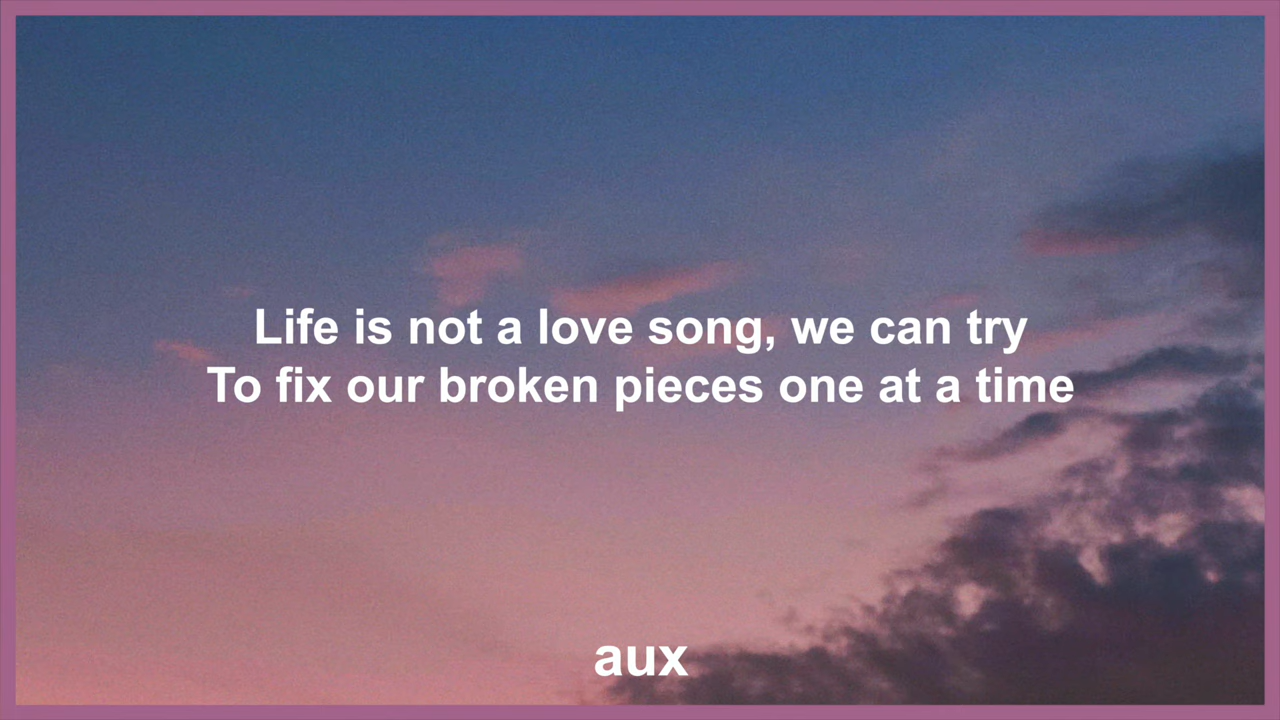 Life is not a love song, we can try
To fix our broken pieces one at a time
aux